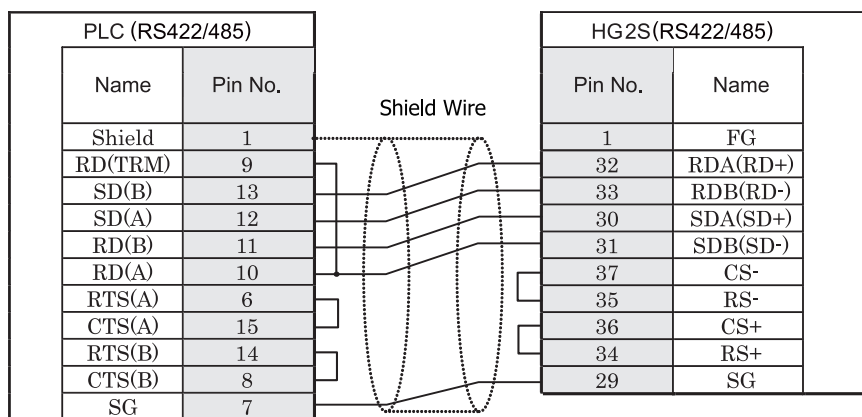 PLC (RS422/485)
Name Pin No.
Shield 1
RD(TRM) 9
SD(B) 13
SD(A) 12
RD(B) 11
RD(A) 10
RTS(A) 6
CTS(A) 15
RTS(B) 14
CTS(B) 8
SG 7
Shield Wire
HG2S(RS422/485)
Pin No. Name
1 FG
32 RDA(RD+)
33 RDB(RD-)
30 SDA(SD+)
31 SDB(SD-)
37 CS-
35 RS-
36 CS+
34 RS+
29 SG